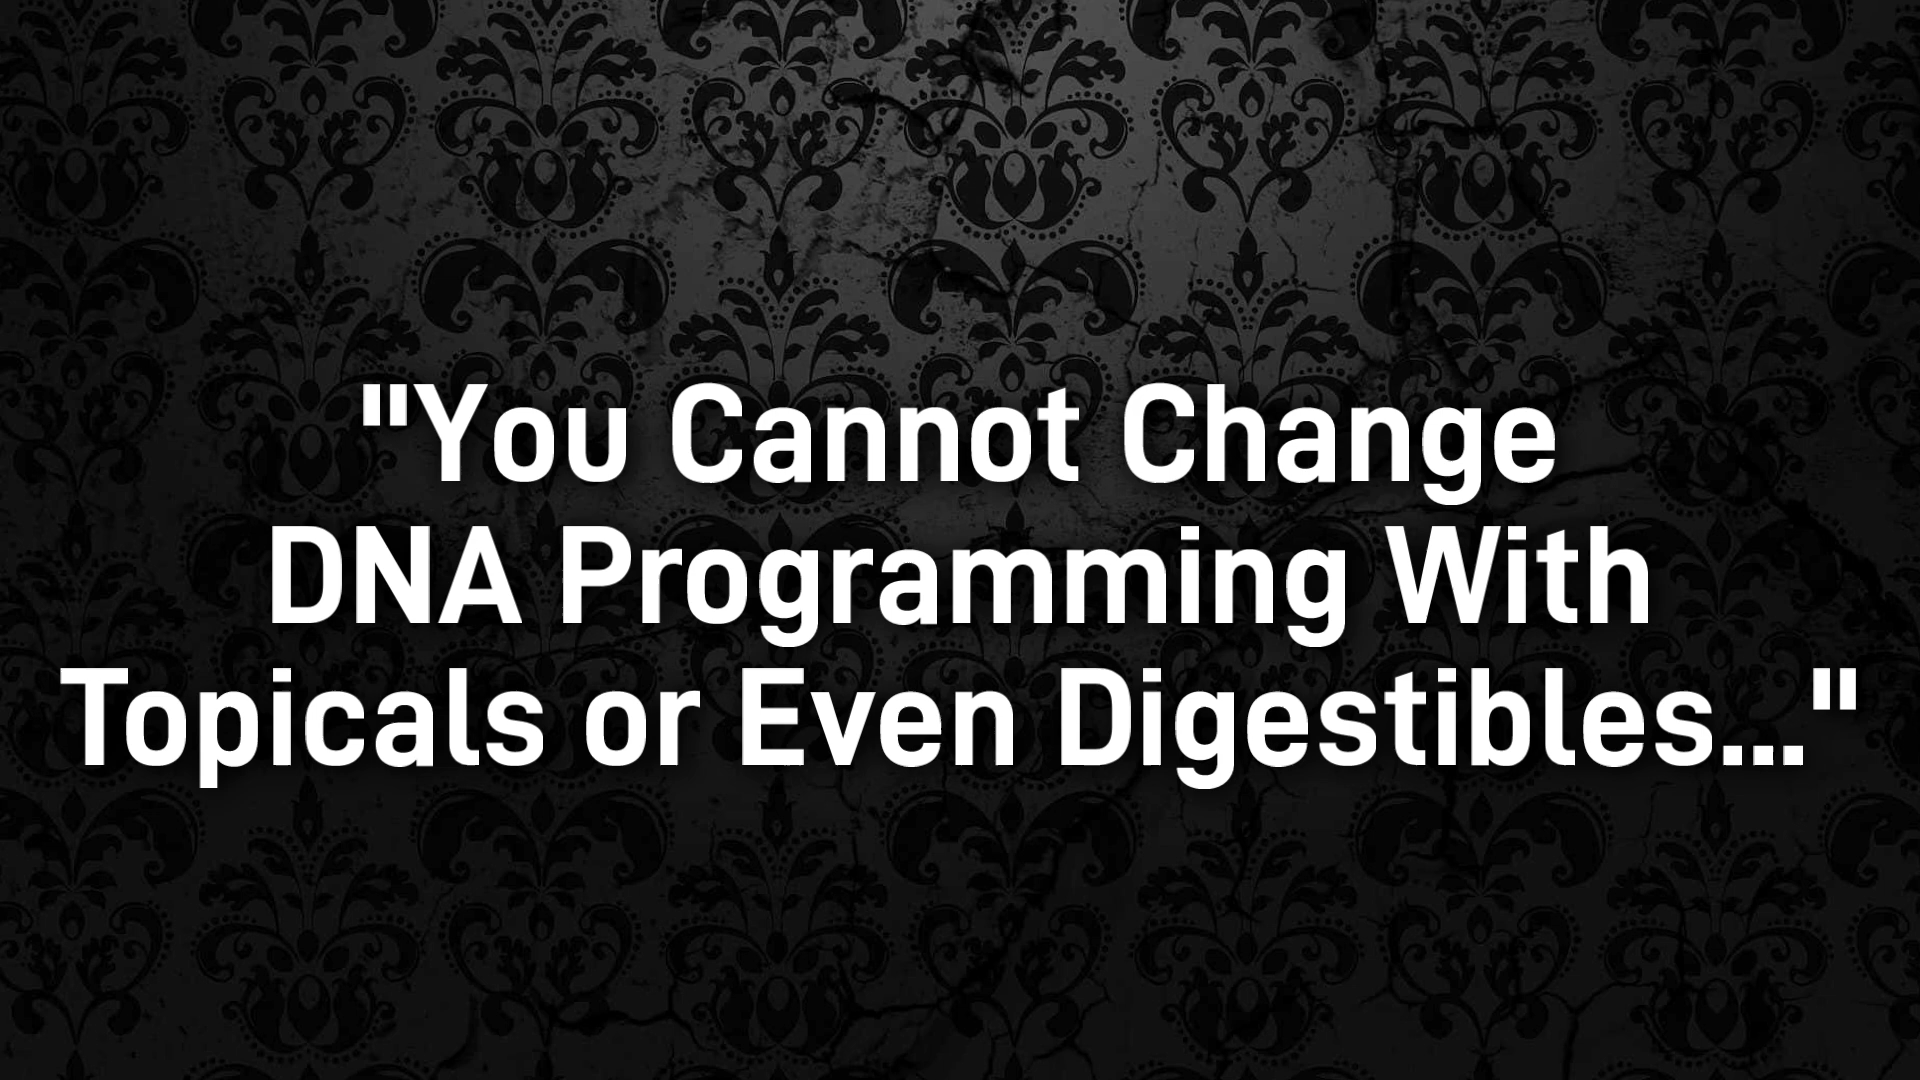 "You Cannot Change
DNA Programming With
Topicals or Even Digestibles..."